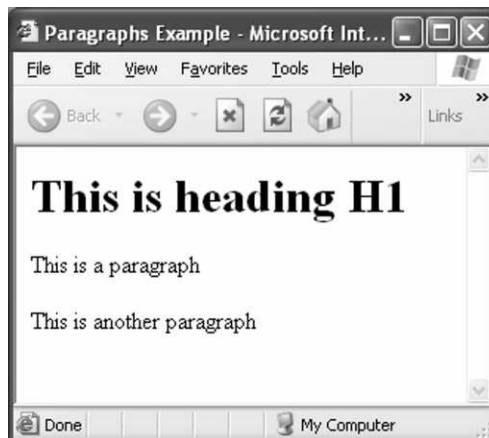 Paragraphs Example - Microsoft Int...
File Edit View Favorites Tools Help
Back Links
This is heading H1
This is a paragraph
This is another paragraph
Done My Computer